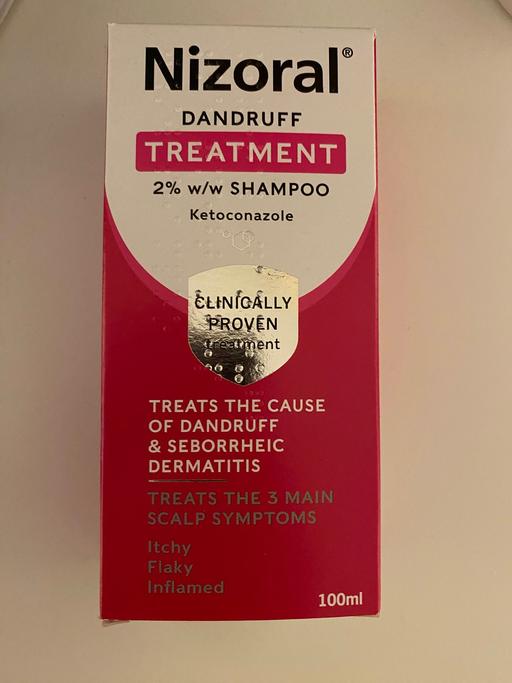 Nizoral®
DANDRUFF
TREATMENT
2% w/w SHAMPOO
Ketoconazole
CLINICALLY
PROVEN
treatment
TREATS THE CAUSE
OF DANDRUFF
& SEBORRHEIC
DERMATITIS
TREATS THE 3 MAIN
SCALP SYMPTOMS
Itchy
Flaky
Inflamed
100ml